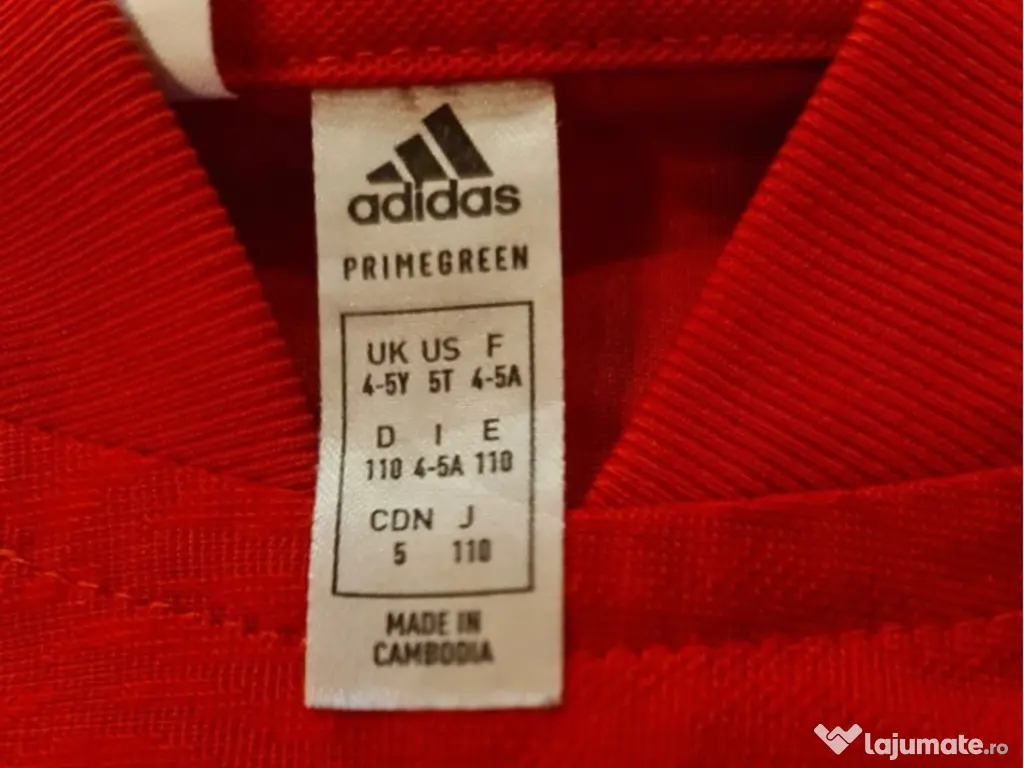 adidas
PRIMEGREEN
UK US F
4-5Y 5T 4-5A
D I E
110 4-5A 110
CDN J
5 110
MADE IN
CAMBODIA
lajumate.ro